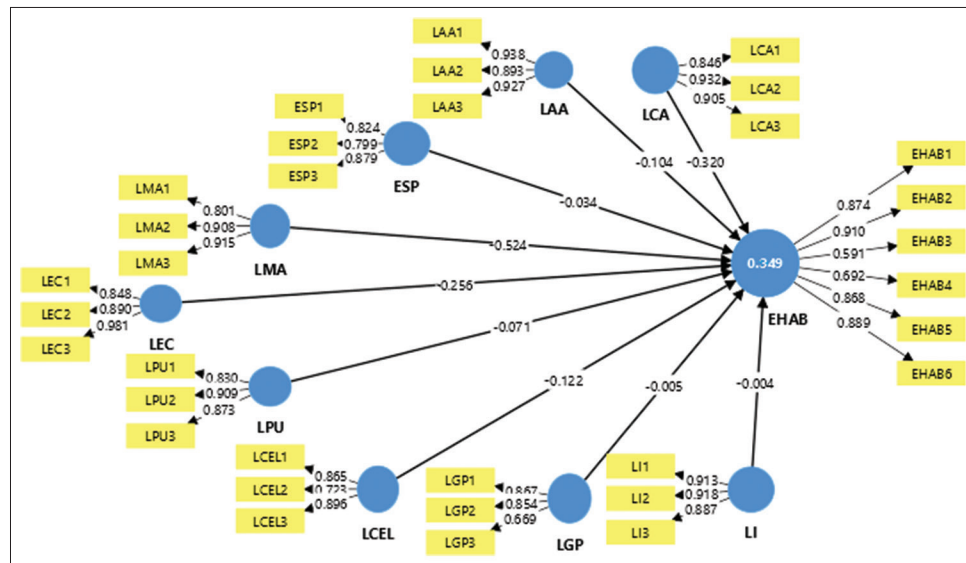 LAA1
0.938
LAA2
0.893
LAA3
0.927
LAA
LCA1
0.846
LCA2
0.932
LCA3
0.905
LCA
ESP1
0.824
ESP2
0.799
ESP3
0.879
ESP
-0.104
-0.320
-0.034
EHAB1
0.874
EHAB2
0.910
EHAB3
0.591
EHAB4
0.692
EHAB5
0.868
EHAB6
0.889
0.349
EHAB
LMA1
0.801
LMA2
0.908
LMA3
0.915
LMA
-0.524
LEC1
0.848
LEC2
0.890
LEC3
0.981
LEC
-0.256
LPU1
0.830
LPU2
0.909
LPU3
0.873
LPU
-0.071
-0.122
-0.005
-0.004
LCEL1
0.865
LCEL2
0.723
LCEL3
0.896
LCEL
LGP1
0.867
LGP2
0.854
LGP3
0.669
LGP
LI1
0.913
LI2
0.918
LI3
0.887
LI